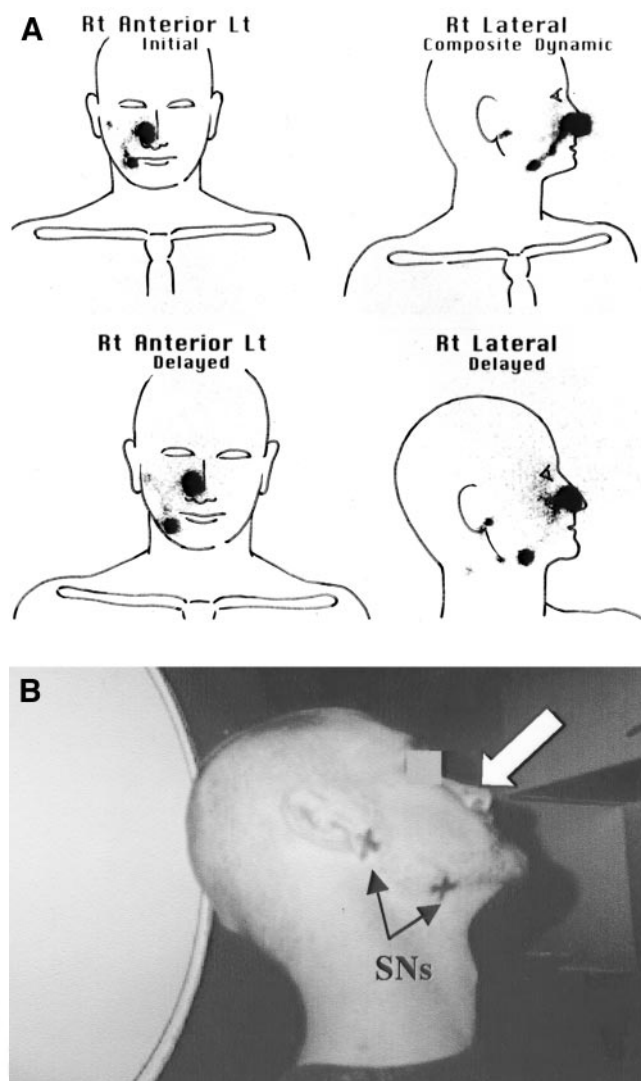 A
Rt Anterior Lt
Initial
Rt Lateral
Composite Dynamic
Rt Anterior Lt
Delayed
Rt Lateral
Delayed
B
SNs